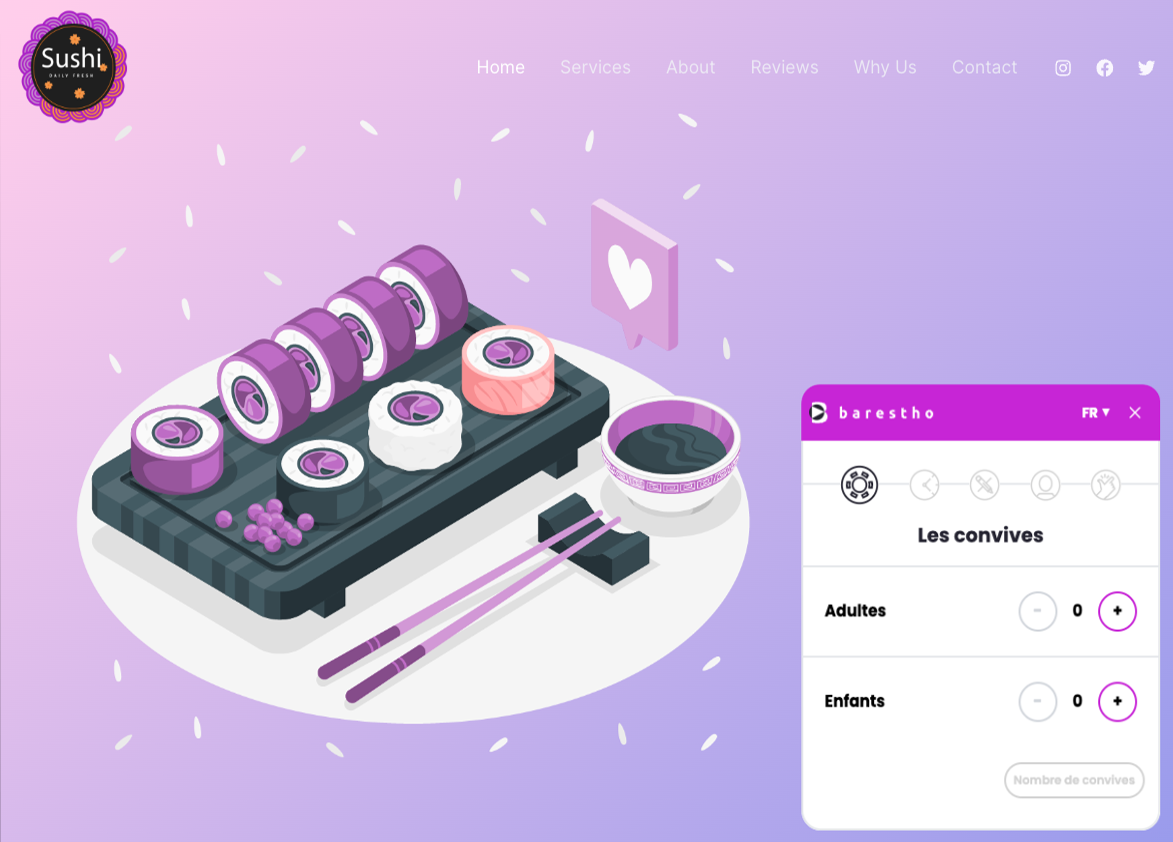 Sushi
DAILY FRESH
Home Services About Reviews Why Us Contact
barestho FR ▾
Les convives
Adultes - 0 +
Enfants - 0 +
Nombre de convives